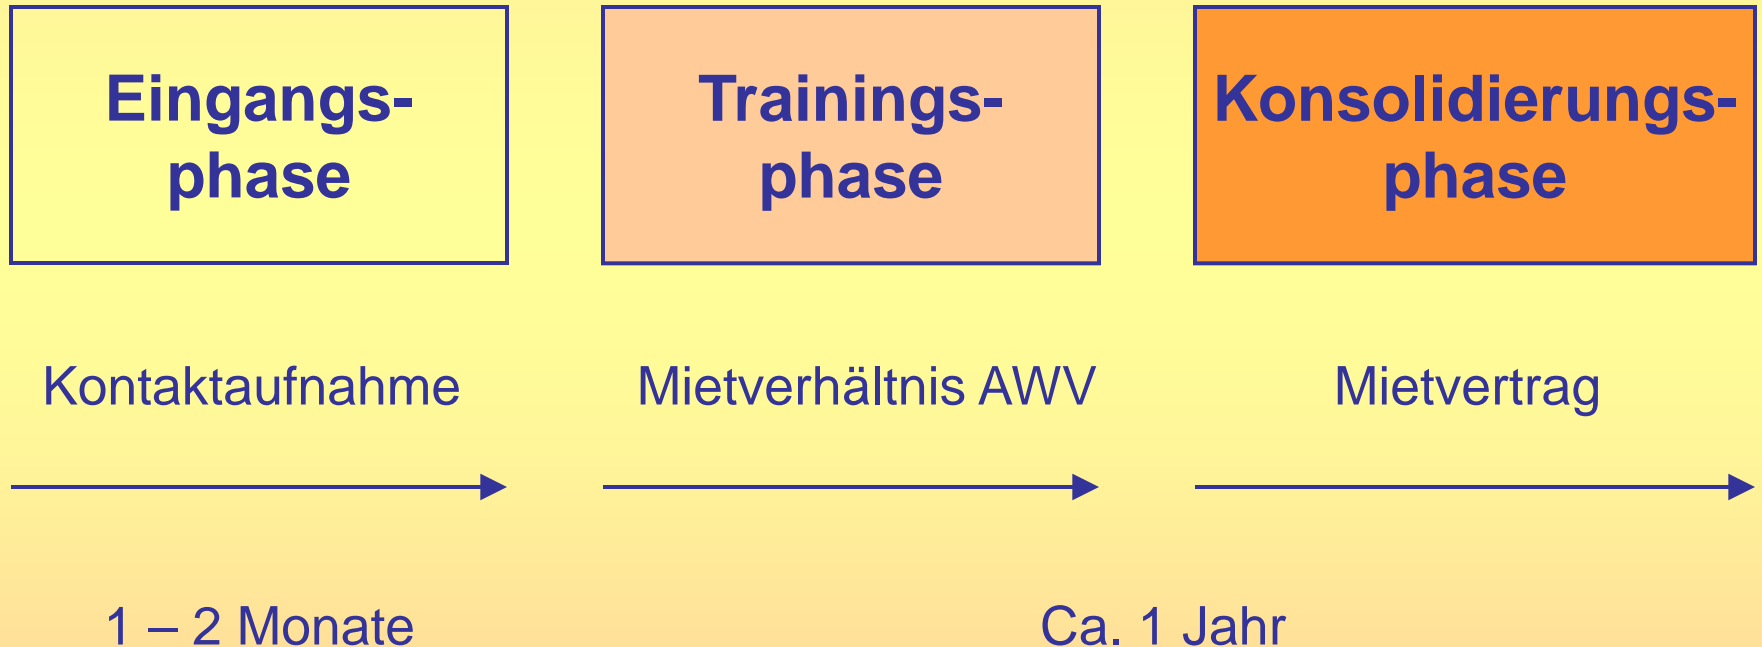 Eingangs-
phase
Trainings-
phase
Konsolidierungs-
phase
Kontaktaufnahme
Mietverhältnis AWV
Mietvertrag
1 – 2 Monate
Ca. 1 Jahr